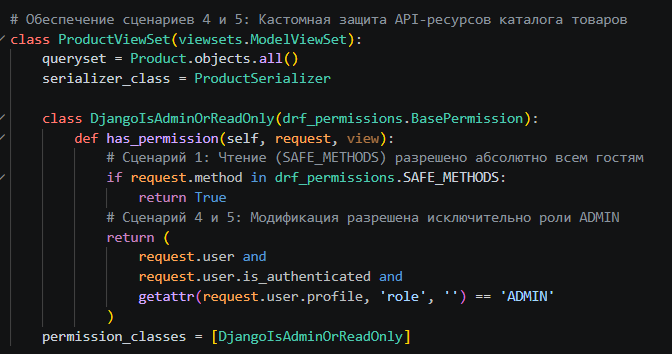 # Обеспечение сценариев 4 и 5: Кастомная защита API-ресурсов каталога товаров
class ProductViewSet(viewsets.ModelViewSet):
    queryset = Product.objects.all()
    serializer_class = ProductSerializer

    class DjangoIsAdminOrReadOnly(drf_permissions.BasePermission):
        def has_permission(self, request, view):
            # Сценарий 1: Чтение (SAFE_METHODS) разрешено абсолютно всем гостям
            if request.method in drf_permissions.SAFE_METHODS:
                return True
            # Сценарий 4 и 5: Модификация разрешена исключительно роли ADMIN
            return (
                request.user and
                request.user.is_authenticated and
                getattr(request.user.profile, 'role', '') == 'ADMIN'
            )
    permission_classes = [DjangoIsAdminOrReadOnly]